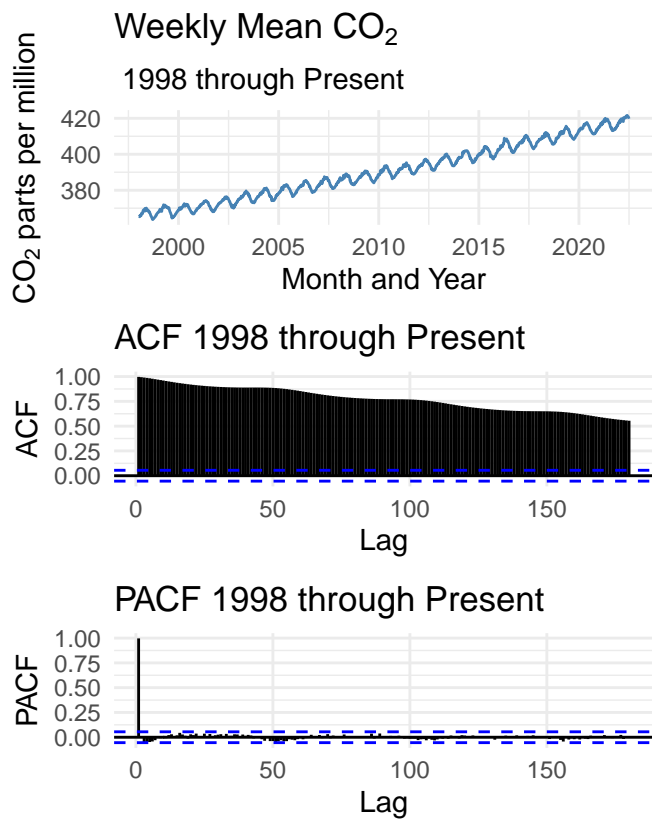 Weekly Mean CO₂
1998 through Present
CO₂ parts per million
420
400
380
2000 2005 2010 2015 2020
Month and Year
ACF 1998 through Present
ACF
1.00
0.75
0.50
0.25
0.00
0 50 100 150
Lag
PACF 1998 through Present
PACF
1.00
0.75
0.50
0.25
0.00
0 50 100 150
Lag